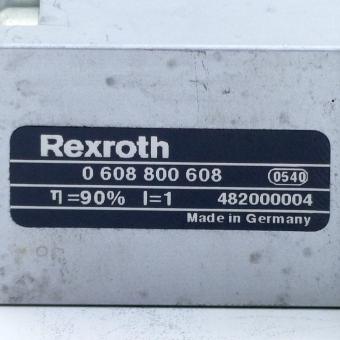 Rexroth
0 608 800 608 0540
η=90% I=1 482000004
Made in Germany